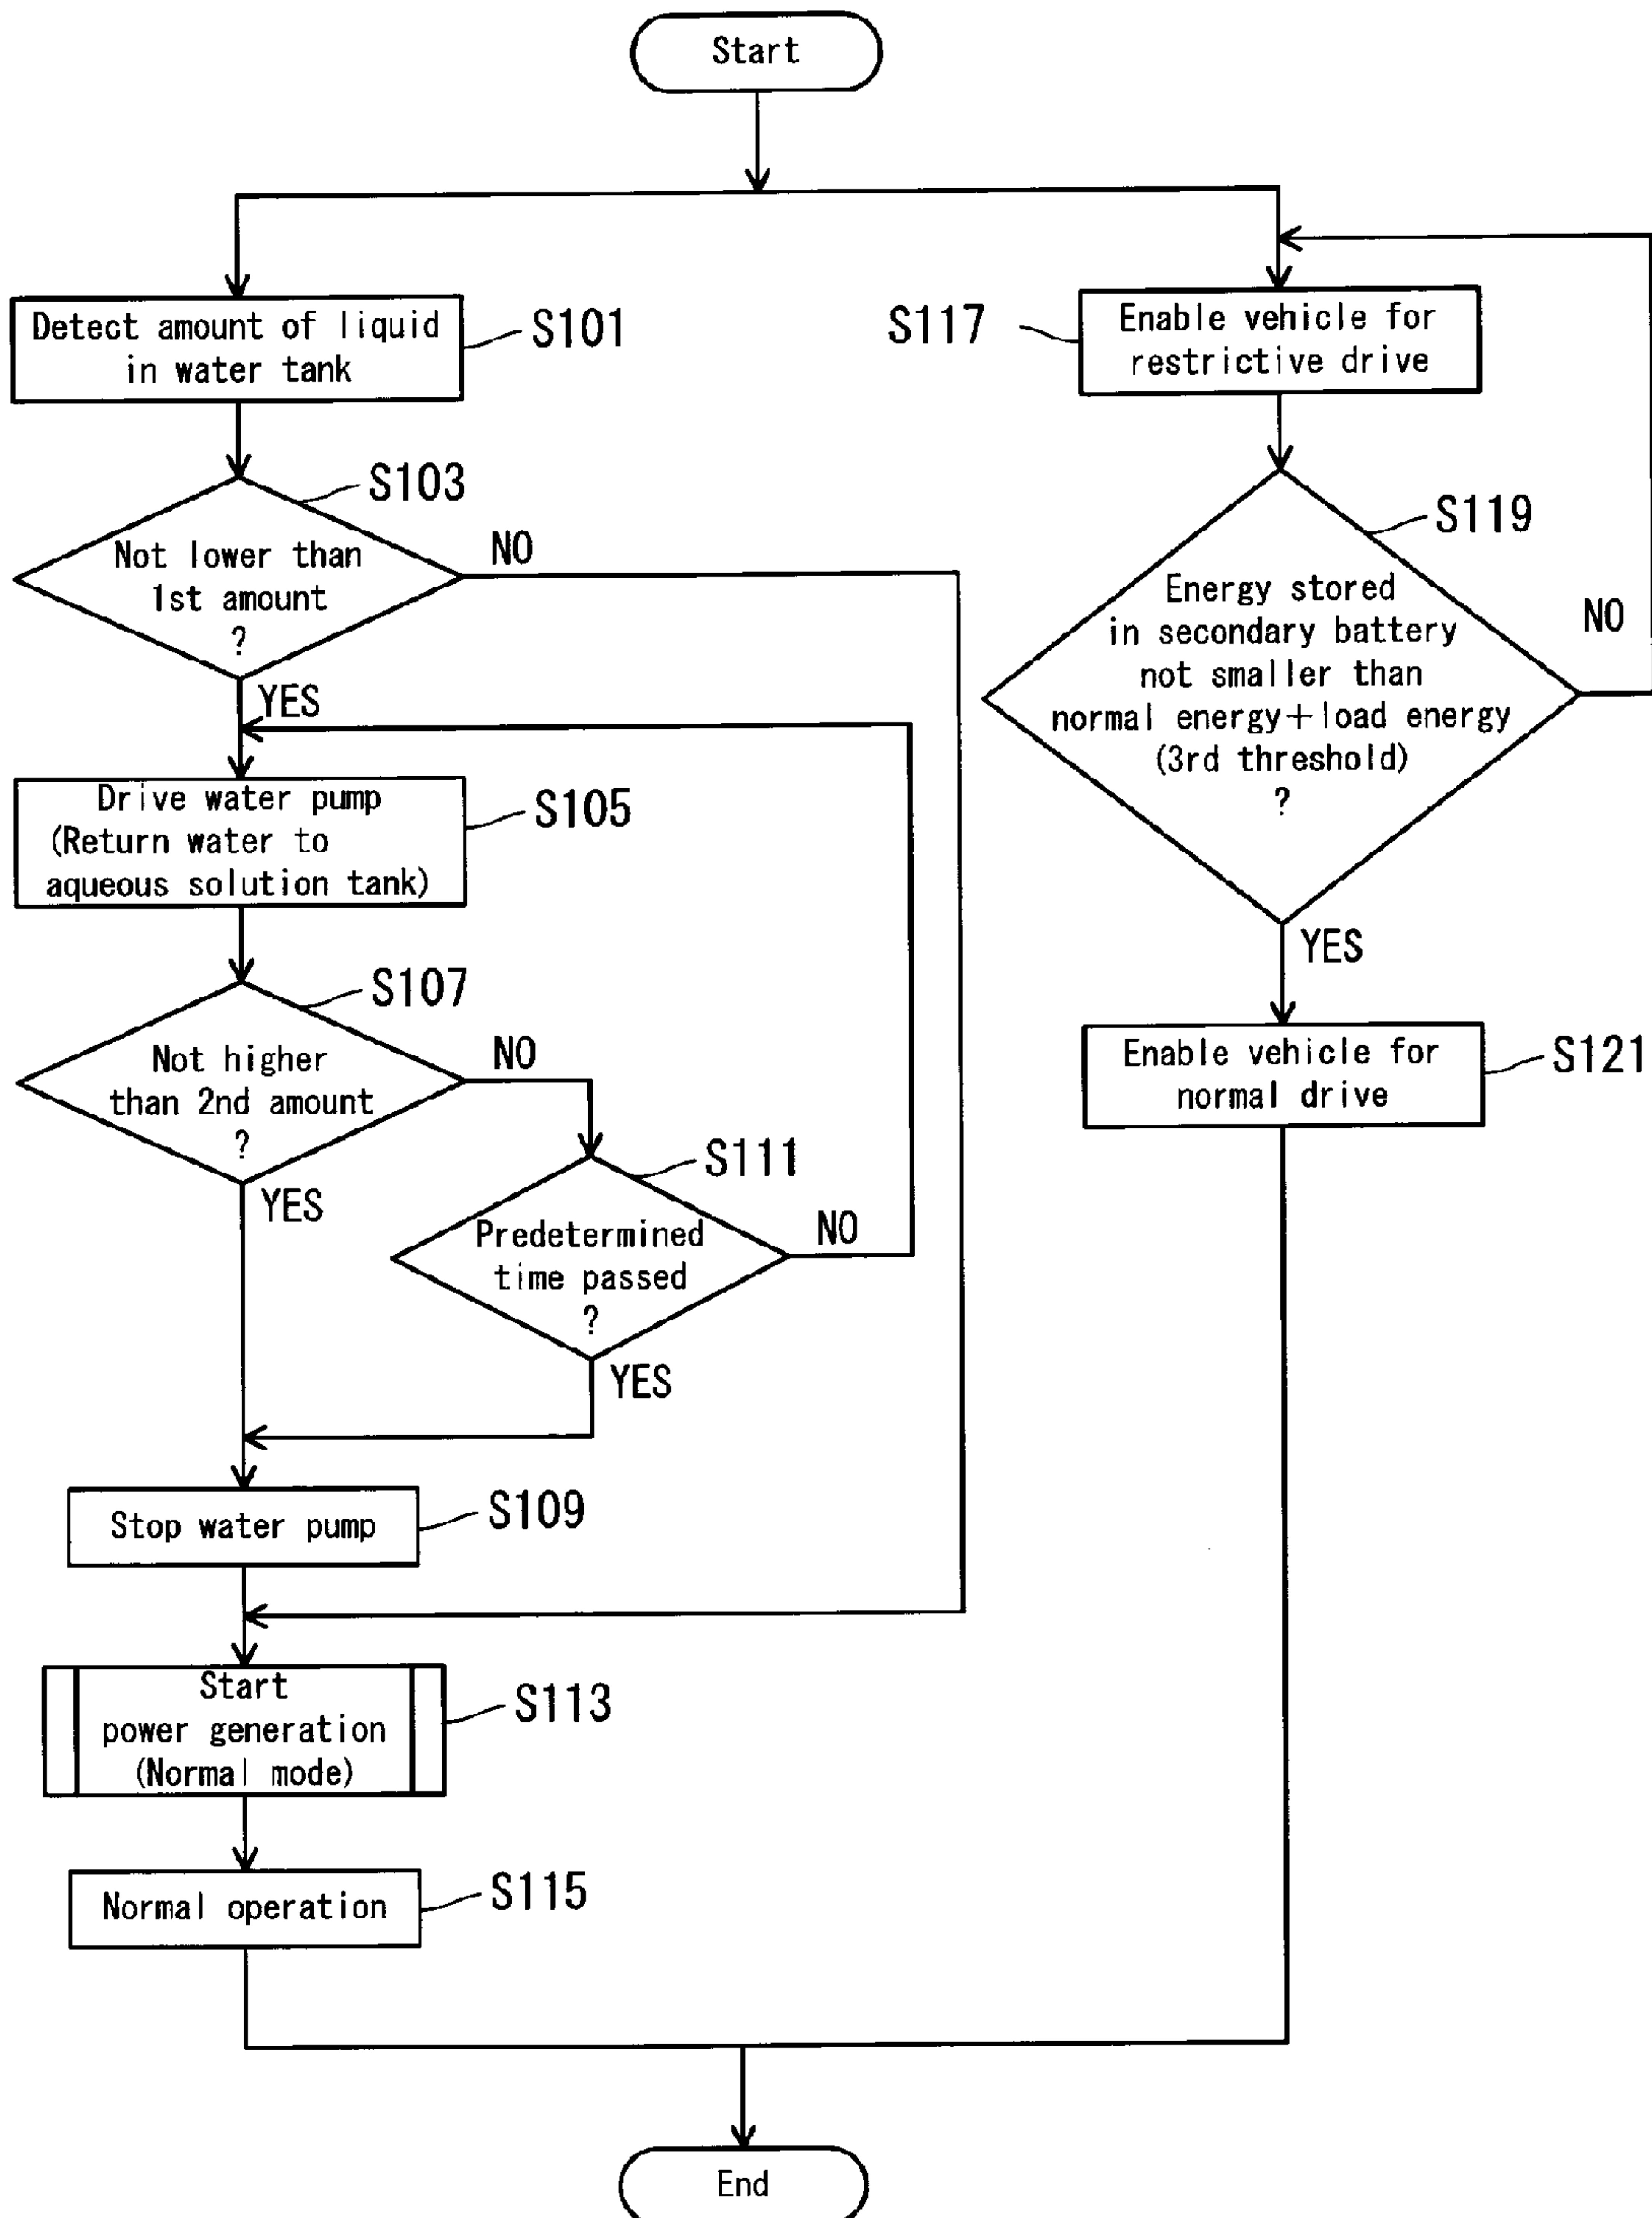 Start
Detect amount of liquid
in water tank
S101
Not lower than
1st amount
?
S103
NO
YES
Drive water pump
(Return water to
aqueous solution tank)
S105
Not higher
than 2nd amount
?
S107
NO
YES
Predetermined
time passed
?
S111
NO
YES
Stop water pump
S109
Start
power generation
(Normal mode)
S113
Normal operation
S115
Enable vehicle for
restrictive drive
S117
Energy stored
in secondary battery
not smaller than
normal energy+load energy
(3rd threshold)
?
S119
NO
YES
Enable vehicle for
normal drive
S121
End